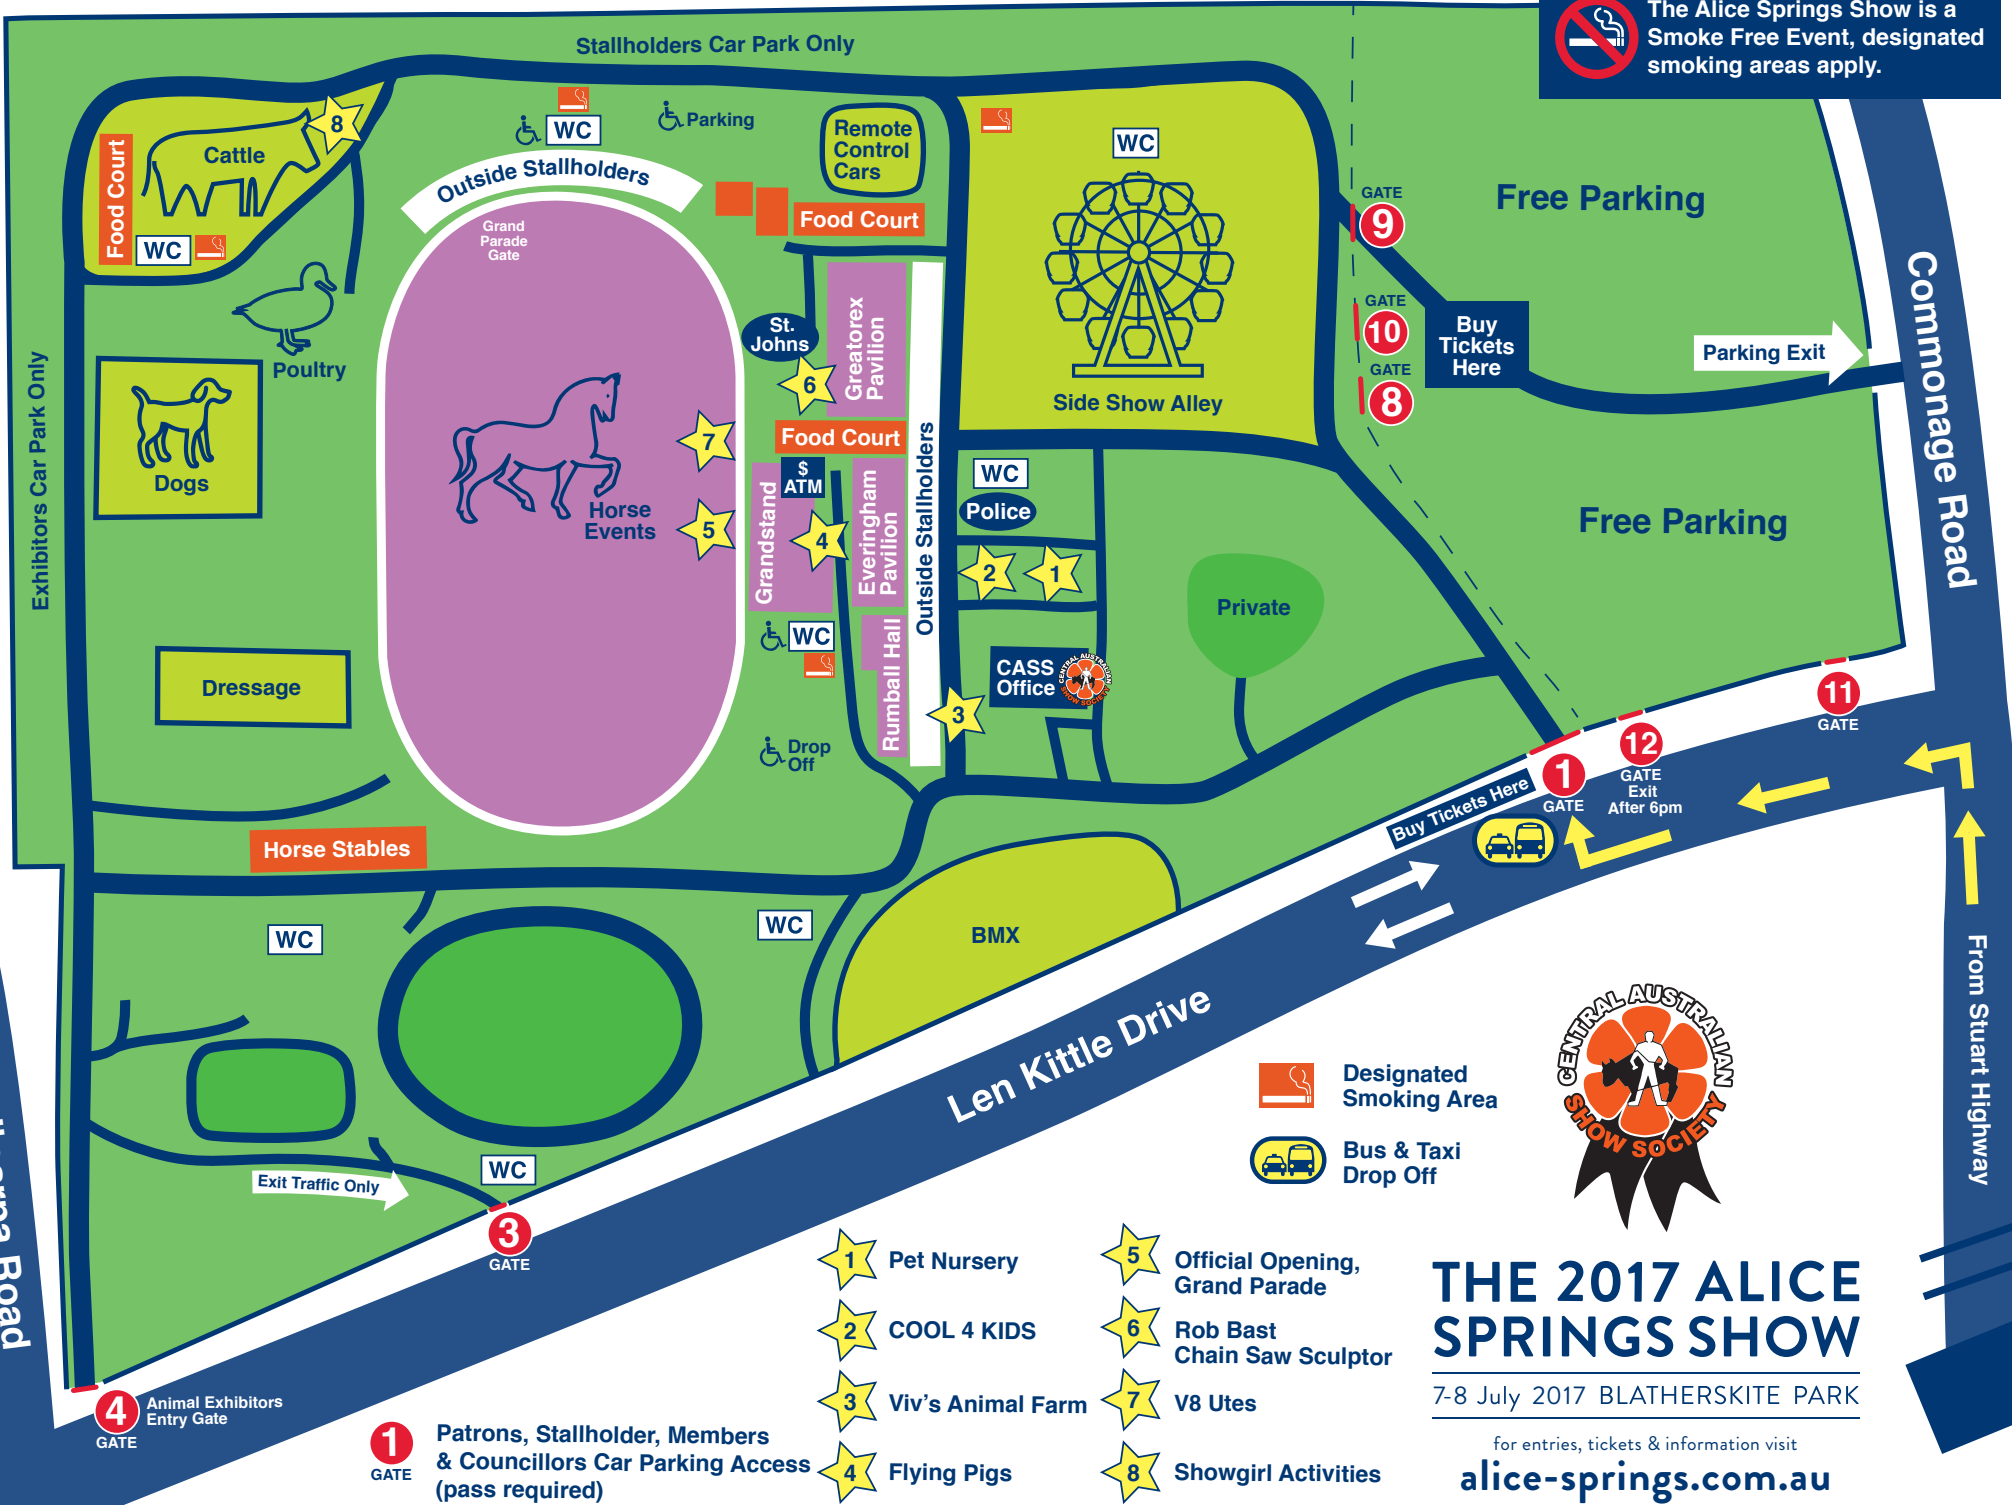 The Alice Springs Show is a
Smoke Free Event, designated
smoking areas apply.
Stallholders Car Park Only
Exhibitors Car Park Only
Food Court
Cattle
8
WC
WC
Parking
Outside Stallholders
Grand
Parade
Gate
Remote
Control
Cars
Food Court
WC
Side Show Alley
GATE
9
Free Parking
GATE
10
GATE
8
Buy
Tickets
Here
Parking Exit
Commonage Road
Free Parking
Poultry
Dogs
Dressage
Horse
Events
7
5
St.
Johns
6
Greatorex
Pavilion
Food Court
$
ATM
Grandstand
4
Everingham
Pavilion
Outside Stallholders
WC
Rumball Hall
Drop
Off
3
WC
Police
2
1
CASS
Office
CENTRAL AUSTRALIAN
SHOW SOCIETY
Private
11
GATE
12
GATE
Exit
After 6pm
1
GATE
Buy Tickets Here
Horse Stables
WC
WC
BMX
Len Kittle Drive
From Stuart Highway
Exit Traffic Only
WC
3
GATE
Road
4
GATE
Animal Exhibitors
Entry Gate
1
GATE
Patrons, Stallholder, Members
& Councillors Car Parking Access
(pass required)
Designated
Smoking Area
Bus & Taxi
Drop Off
1 Pet Nursery
2 COOL 4 KIDS
3 Viv's Animal Farm
4 Flying Pigs
5 Official Opening,
Grand Parade
6 Rob Bast
Chain Saw Sculptor
7 V8 Utes
8 Showgirl Activities
CENTRAL AUSTRALIAN
SHOW SOCIETY
THE 2017 ALICE
SPRINGS SHOW
7-8 July 2017 BLATHERSKITE PARK
for entries, tickets & information visit
alice-springs.com.au